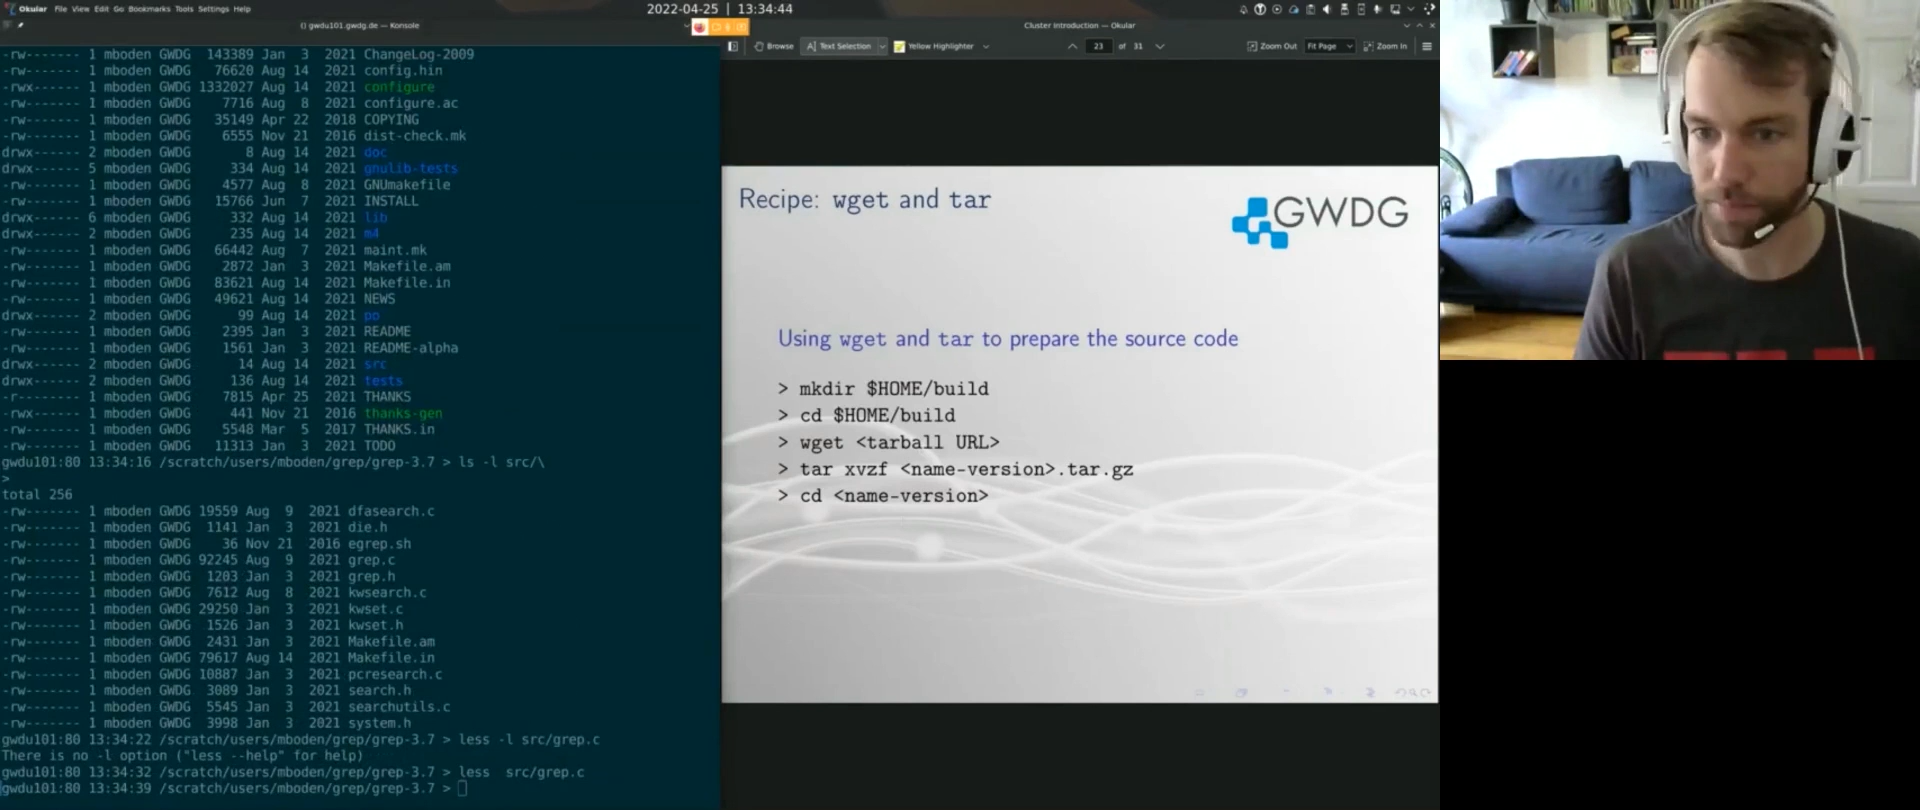 Okular File View Edit Go Bookmarks Tools Settings Help
2022-04-25 | 13:34:44
() gwdu101.gwdg.de — Konsole
-rw------- 1 mboden GWDG 143389 Jan 3 2021 ChangeLog-2009
-rw------- 1 mboden GWDG 76620 Aug 14 2021 config.hin
-rwx------ 1 mboden GWDG 1332027 Aug 14 2021 configure
-rw------- 1 mboden GWDG 7716 Aug 8 2021 configure.ac
-rw------- 1 mboden GWDG 35149 Apr 22 2018 COPYING
-rw------- 1 mboden GWDG 6555 Nov 21 2016 dist-check.mk
drwx------ 2 mboden GWDG 8 Aug 14 2021 doc
drwx------ 5 mboden GWDG 334 Aug 14 2021 gnulib-tests
-rw------- 1 mboden GWDG 4577 Aug 8 2021 GNUmakefile
-rw------- 1 mboden GWDG 15766 Jun 7 2021 INSTALL
drwx------ 6 mboden GWDG 332 Aug 14 2021 lib
drwx------ 2 mboden GWDG 235 Aug 14 2021 m4
-rw------- 1 mboden GWDG 66442 Aug 7 2021 maint.mk
-rw------- 1 mboden GWDG 2872 Jan 3 2021 Makefile.am
-rw------- 1 mboden GWDG 83621 Aug 14 2021 Makefile.in
-rw------- 1 mboden GWDG 49621 Aug 14 2021 NEWS
drwx------ 2 mboden GWDG 99 Aug 14 2021 po
-rw------- 1 mboden GWDG 2395 Jan 3 2021 README
-rw------- 1 mboden GWDG 1561 Jan 3 2021 README-alpha
drwx------ 2 mboden GWDG 14 Aug 14 2021 src
drwx------ 2 mboden GWDG 136 Aug 14 2021 tests
-r-------- 1 mboden GWDG 7815 Apr 25 2021 THANKS
-rwx------ 1 mboden GWDG 441 Nov 21 2016 thanks-gen
-rw------- 1 mboden GWDG 5548 Mar 5 2017 THANKS.in
-rw------- 1 mboden GWDG 11313 Jan 3 2021 TODO
gwdu101:80 13:34:16 /scratch/users/mboden/grep/grep-3.7 > ls -l src/\
>
total 256
-rw------- 1 mboden GWDG 19559 Aug 9 2021 dfasearch.c
-rw------- 1 mboden GWDG 1141 Jan 3 2021 die.h
-rw------- 1 mboden GWDG 36 Nov 21 2016 egrep.sh
-rw------- 1 mboden GWDG 92245 Aug 9 2021 grep.c
-rw------- 1 mboden GWDG 1203 Jan 3 2021 grep.h
-rw------- 1 mboden GWDG 7612 Aug 8 2021 kwsearch.c
-rw------- 1 mboden GWDG 29250 Jan 3 2021 kwset.c
-rw------- 1 mboden GWDG 1526 Jan 3 2021 kwset.h
-rw------- 1 mboden GWDG 2431 Jan 3 2021 Makefile.am
-rw------- 1 mboden GWDG 79617 Aug 14 2021 Makefile.in
-rw------- 1 mboden GWDG 10887 Jan 3 2021 pcresearch.c
-rw------- 1 mboden GWDG 3089 Jan 3 2021 search.h
-rw------- 1 mboden GWDG 5545 Jan 3 2021 searchutils.c
-rw------- 1 mboden GWDG 3998 Jan 3 2021 system.h
gwdu101:80 13:34:22 /scratch/users/mboden/grep/grep-3.7 > less -l src/grep.c
There is no -l option ("less --help" for help)
gwdu101:80 13:34:32 /scratch/users/mboden/grep/grep-3.7 > less  src/grep.c
gwdu101:80 13:34:39 /scratch/users/mboden/grep/grep-3.7 >
Cluster Introduction — Okular
Browse Text Selection Yellow Highlighter 23 of 31 Zoom Out Fit Page Zoom In
Recipe: wget and tar
GWDG
Using wget and tar to prepare the source code
> mkdir $HOME/build
> cd $HOME/build
> wget <tarball URL>
> tar xvzf <name-version>.tar.gz
> cd <name-version>